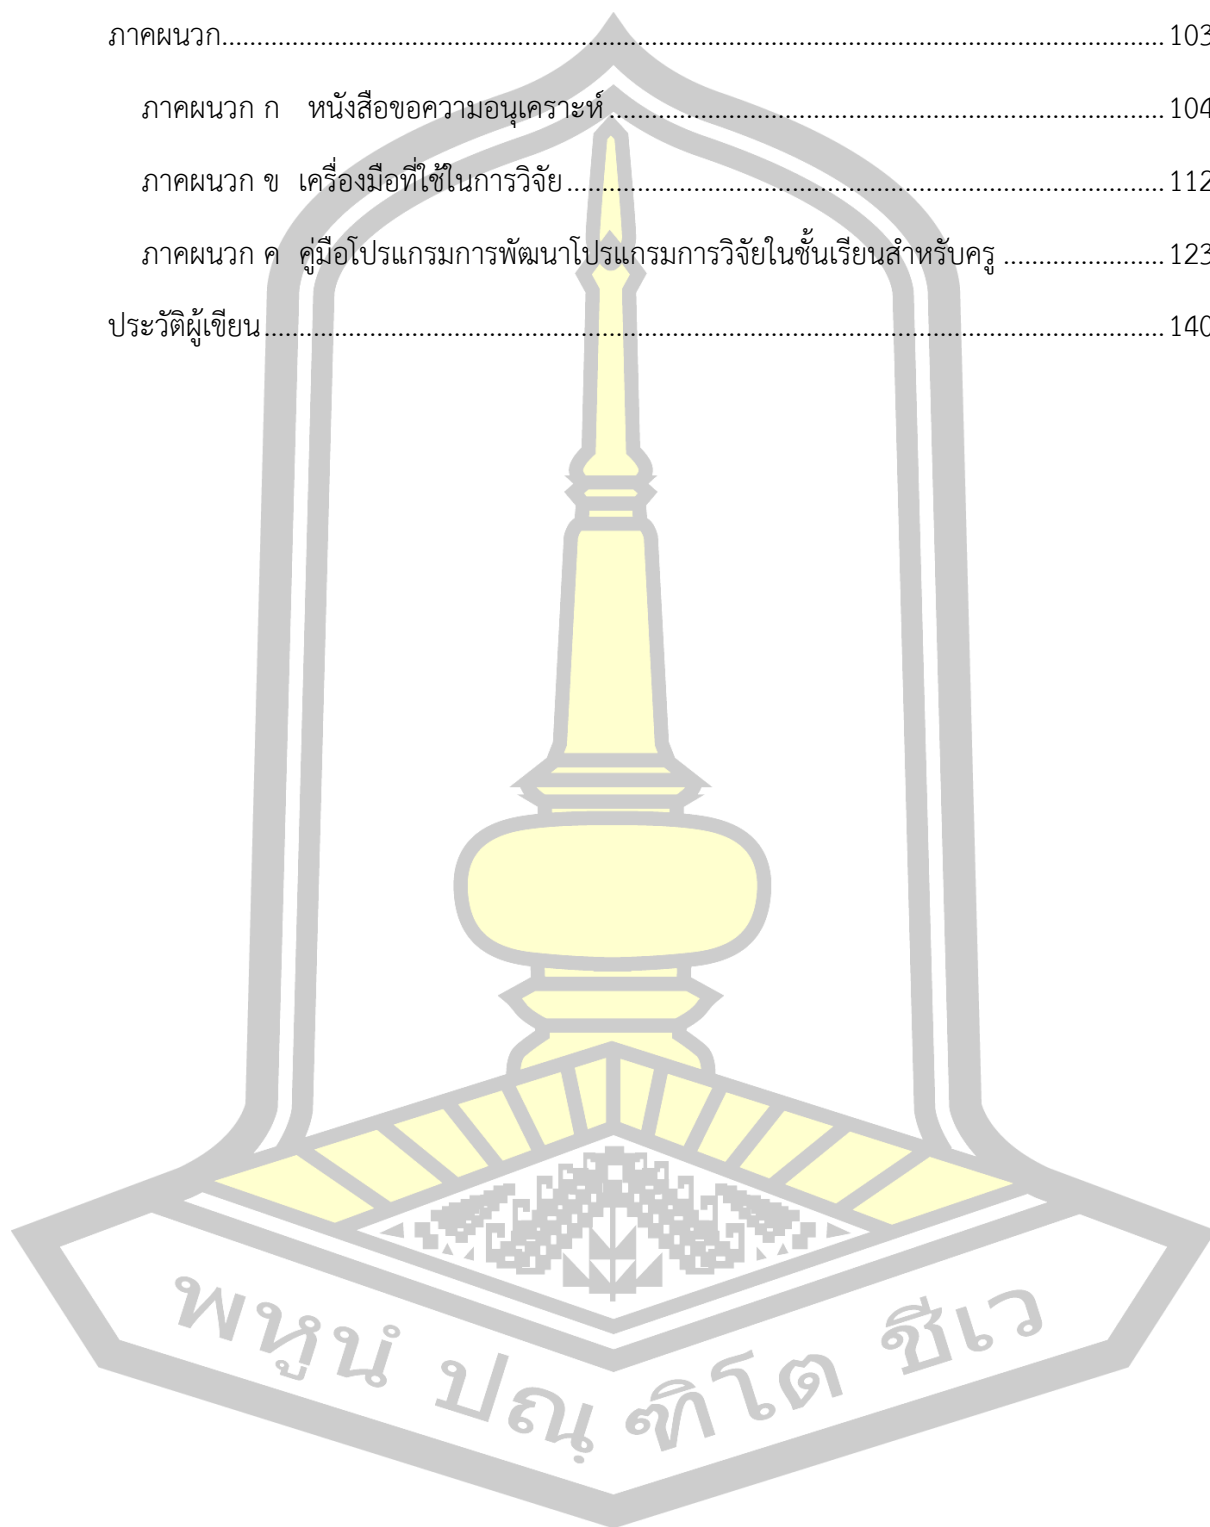 ภาคผนวก.................................................................................................................... 103
ภาคผนวก ก หนังสือขอความอนุเคราะห์..................................................................... 104
ภาคผนวก ข เครื่องมือที่ใช้ในการวิจัย......................................................................... 112
ภาคผนวก ค คู่มือโปรแกรมการพัฒนาโปรแกรมการวิจัยในชั้นเรียนสำหรับครู .................... 123
ประวัติผู้เขียน............................................................................................................... 140
พหูนํ ปณฺฑิโต ชีเว